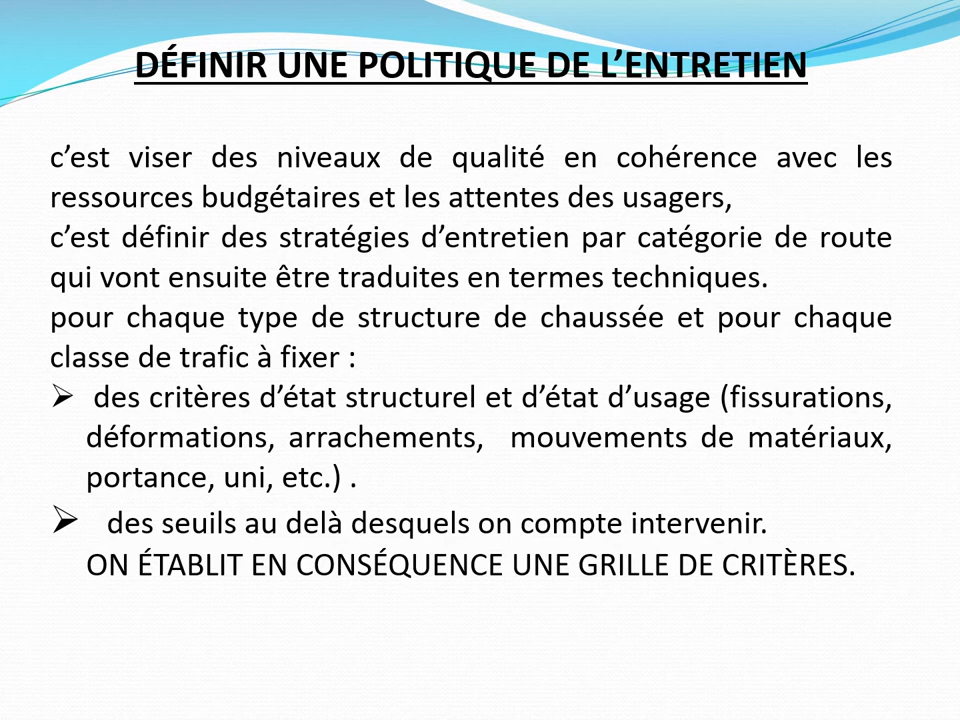 DÉFINIR UNE POLITIQUE DE L’ENTRETIEN
c’est viser des niveaux de qualité en cohérence avec les
ressources budgétaires et les attentes des usagers,
c’est définir des stratégies d’entretien par catégorie de route
qui vont ensuite être traduites en termes techniques.
pour chaque type de structure de chaussée et pour chaque
classe de trafic à fixer :
➢ des critères d’état structurel et d’état d’usage (fissurations,
déformations, arrachements, mouvements de matériaux,
portance, uni, etc.) .
➢ des seuils au delà desquels on compte intervenir.
ON ÉTABLIT EN CONSÉQUENCE UNE GRILLE DE CRITÈRES.